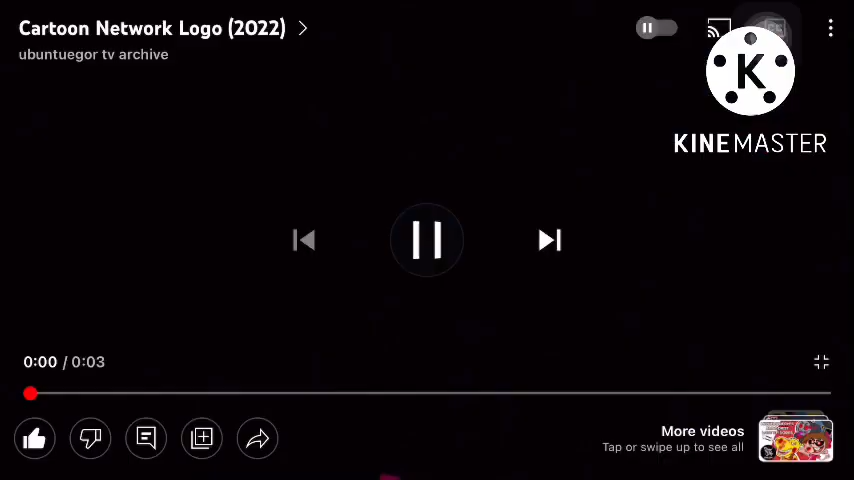 Cartoon Network Logo (2022)
ubuntuegor tv archive
K
KINEMASTER
0:00 / 0:03
More videos
Tap or swipe up to see all